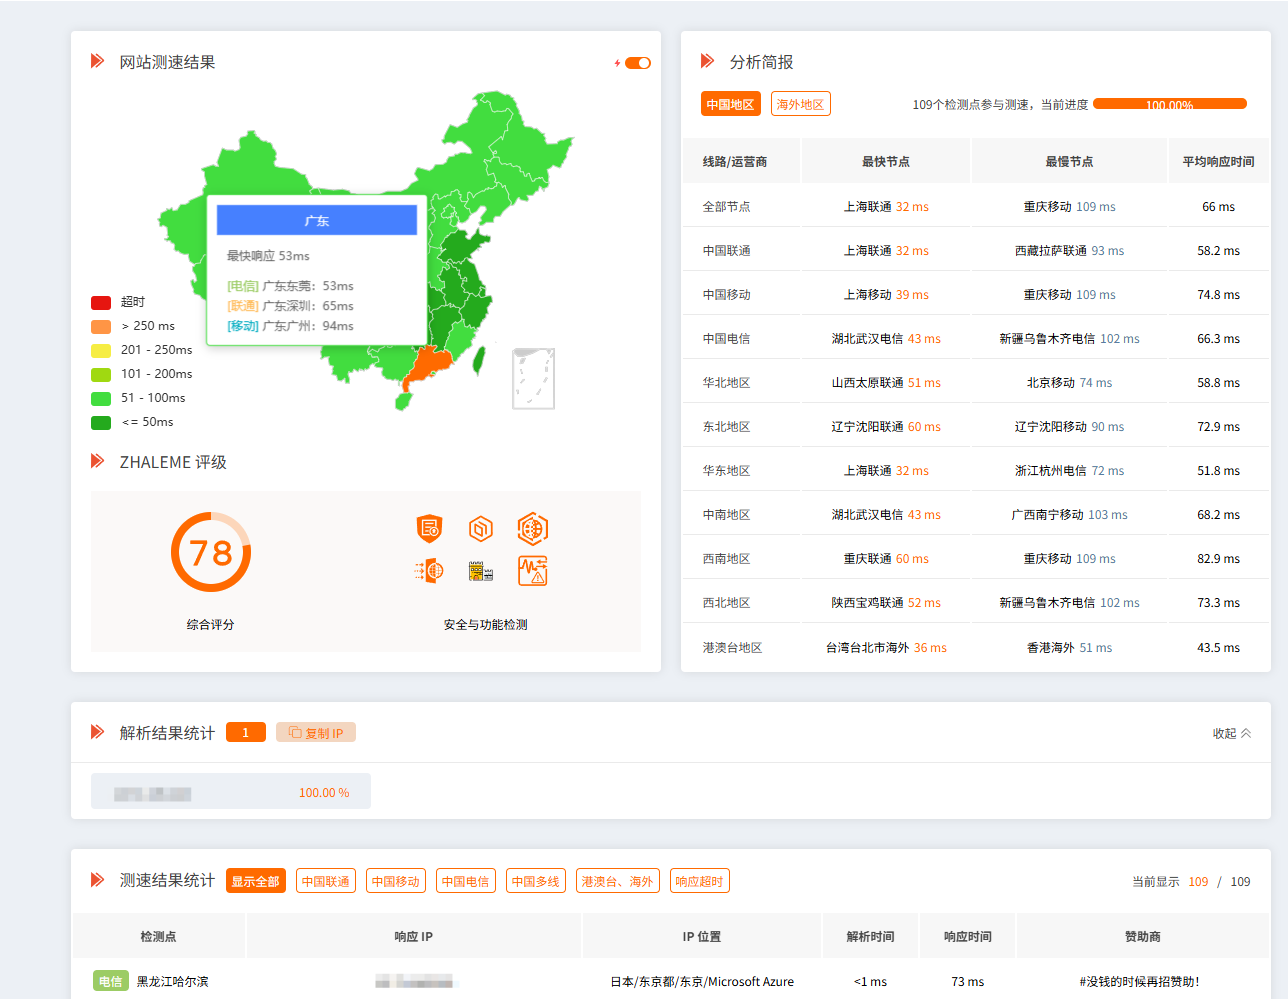 网站测速结果
广东
最快响应 53ms
[电信] 广东东莞：53ms
[联通] 广东深圳：65ms
[移动] 广东广州：94ms
超时
> 250 ms
201 - 250ms
101 - 200ms
51 - 100ms
<= 50ms
ZHALEME 评级
78
综合评分
安全与功能检测
分析简报
中国地区 海外地区 109个检测点参与测速，当前进度 100.00%
线路/运营商 最快节点 最慢节点 平均响应时间
全部节点 上海联通 32 ms 重庆移动 109 ms 66 ms
中国联通 上海联通 32 ms 西藏拉萨联通 93 ms 58.2 ms
中国移动 上海移动 39 ms 重庆移动 109 ms 74.8 ms
中国电信 湖北武汉电信 43 ms 新疆乌鲁木齐电信 102 ms 66.3 ms
华北地区 山西太原联通 51 ms 北京移动 74 ms 58.8 ms
东北地区 辽宁沈阳联通 60 ms 辽宁沈阳移动 90 ms 72.9 ms
华东地区 上海联通 32 ms 浙江杭州电信 72 ms 51.8 ms
中南地区 湖北武汉电信 43 ms 广西南宁移动 103 ms 68.2 ms
西南地区 重庆联通 60 ms 重庆移动 109 ms 82.9 ms
西北地区 陕西宝鸡联通 52 ms 新疆乌鲁木齐电信 102 ms 73.3 ms
港澳台地区 台湾台北市海外 36 ms 香港海外 51 ms 43.5 ms
解析结果统计 1 复制 IP 收起
100.00 %
测速结果统计 显示全部 中国联通 中国移动 中国电信 中国多线 港澳台、海外 响应超时 当前显示 109 / 109
检测点 响应 IP IP 位置 解析时间 响应时间 赞助商
电信 黑龙江哈尔滨 日本/东京都/东京/Microsoft Azure <1 ms 73 ms #没钱的时候再招赞助！